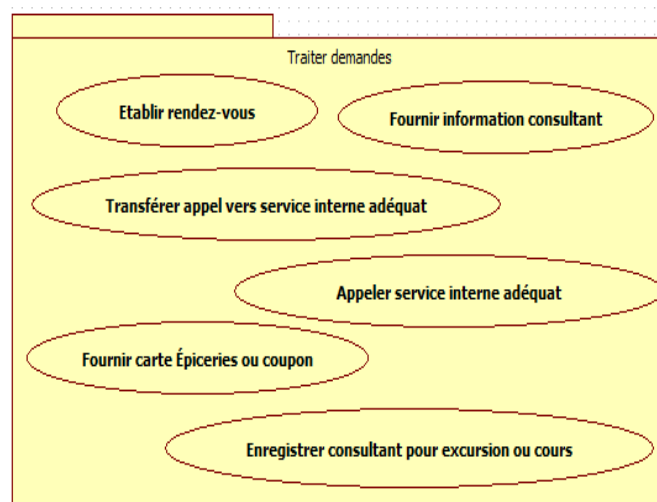 Traiter demandes
Etablir rendez-vous
Fournir information consultant
Transférer appel vers service interne adéquat
Appeler service interne adéquat
Fournir carte Épiceries ou coupon
Enregistrer consultant pour excursion ou cours